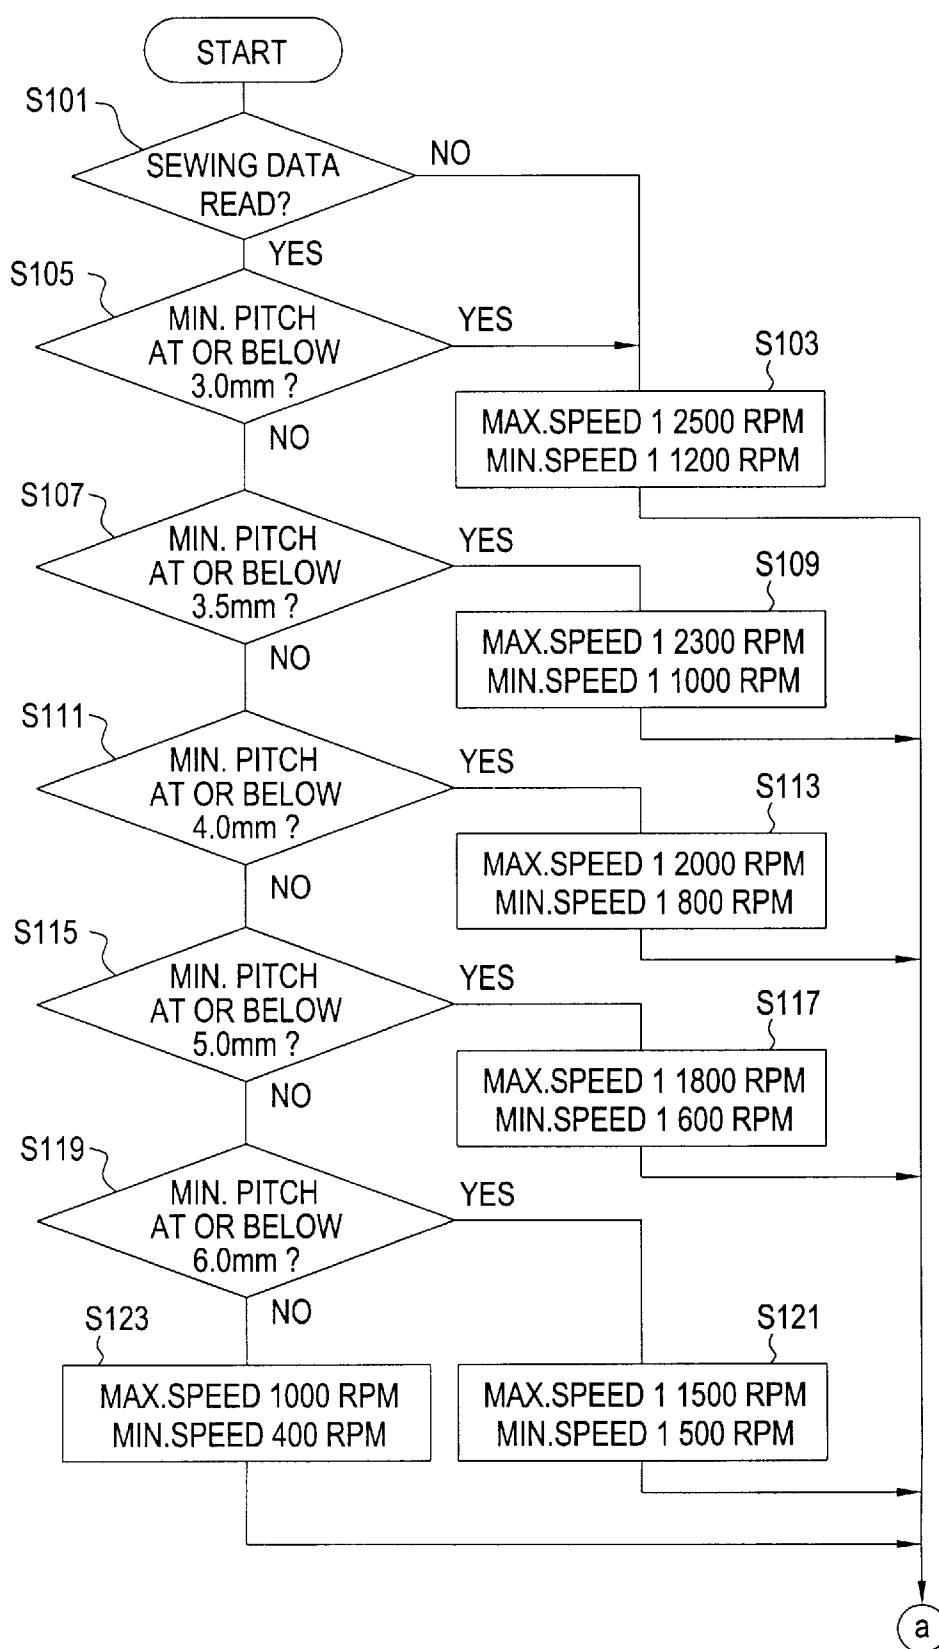 START
S101
SEWING DATA
READ?
NO
YES
S105
MIN. PITCH
AT OR BELOW
3.0mm ?
YES
NO
S103
MAX.SPEED 1 2500 RPM
MIN.SPEED 1 1200 RPM
S107
MIN. PITCH
AT OR BELOW
3.5mm ?
YES
NO
S109
MAX.SPEED 1 2300 RPM
MIN.SPEED 1 1000 RPM
S111
MIN. PITCH
AT OR BELOW
4.0mm ?
YES
NO
S113
MAX.SPEED 1 2000 RPM
MIN.SPEED 1 800 RPM
S115
MIN. PITCH
AT OR BELOW
5.0mm ?
YES
NO
S117
MAX.SPEED 1 1800 RPM
MIN.SPEED 1 600 RPM
S119
MIN. PITCH
AT OR BELOW
6.0mm ?
YES
NO
S123
MAX.SPEED 1000 RPM
MIN.SPEED 400 RPM
S121
MAX.SPEED 1 1500 RPM
MIN.SPEED 1 500 RPM
a